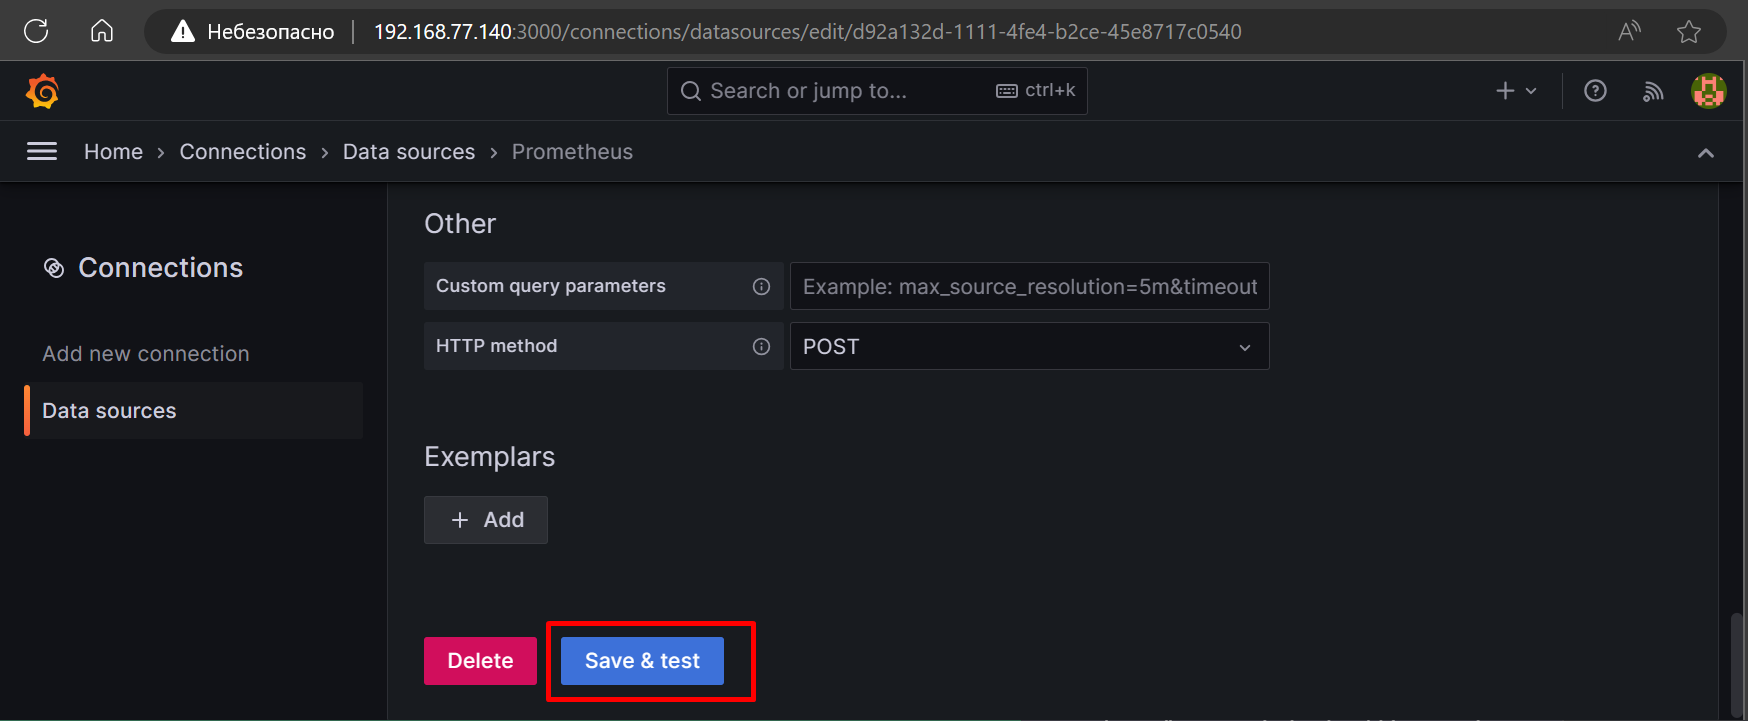 Небезопасно 192.168.77.140:3000/connections/datasources/edit/d92a132d-1111-4fe4-b2ce-45e8717c0540
Search or jump to... ctrl+k
Home › Connections › Data sources › Prometheus
Connections
Add new connection
Data sources
Other
Custom query parameters Example: max_source_resolution=5m&timeout
HTTP method POST
Exemplars
+ Add
Delete Save & test